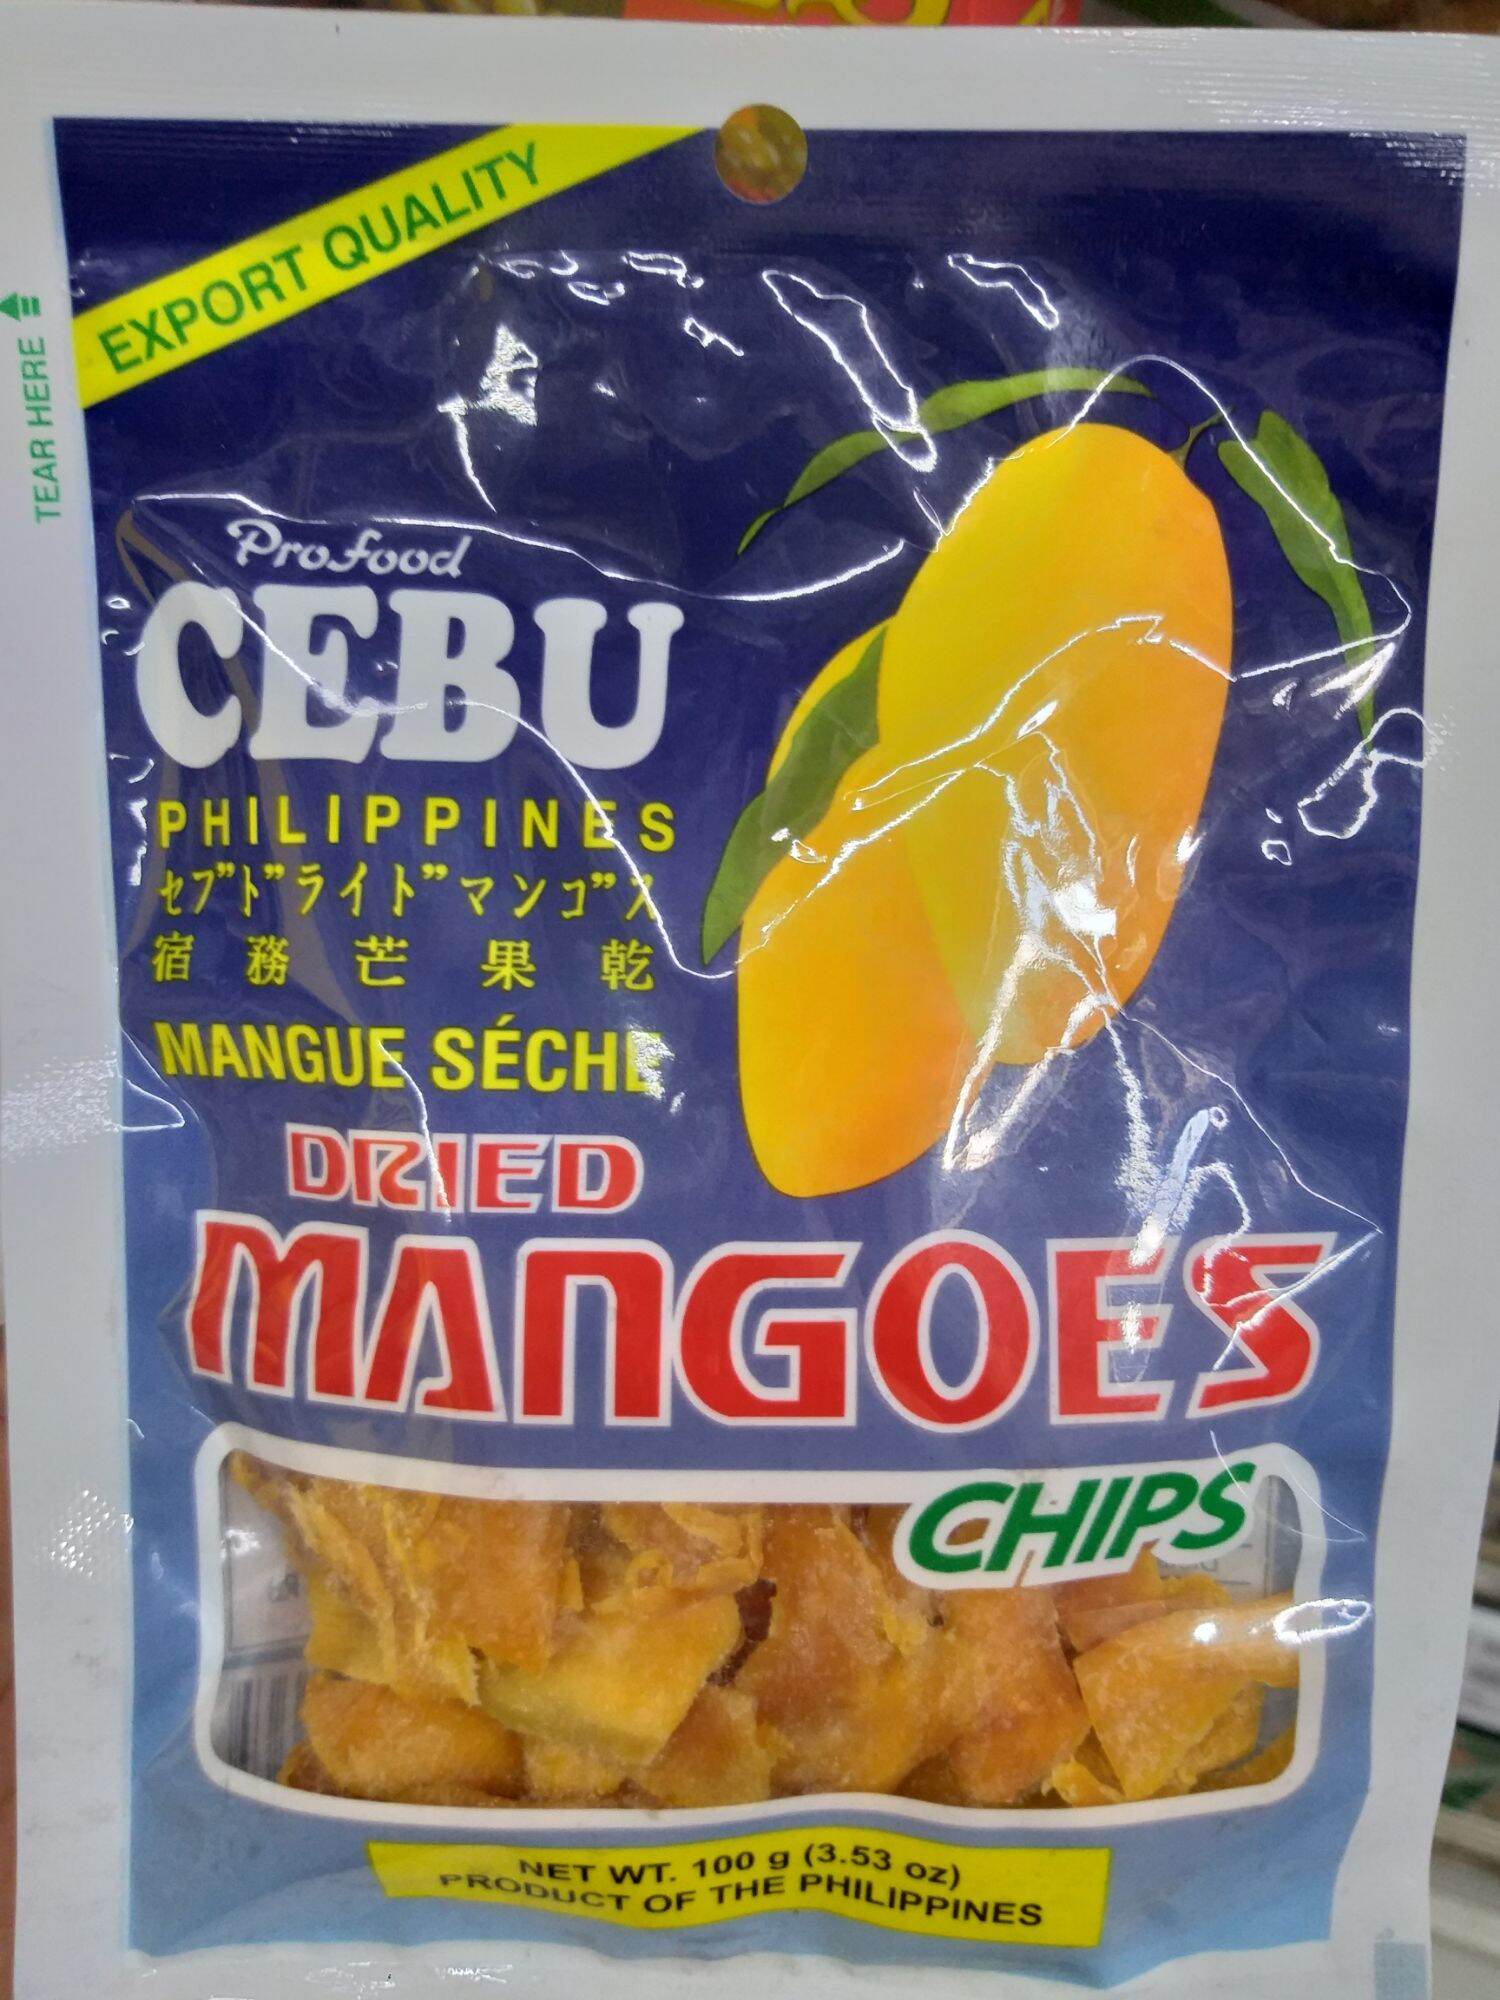 EXPORT QUALITY
TEAR HERE
Profood
CEBU
PHILIPPINES
セブドライドマンゴス
宿務芒果乾
MANGUE SÉCHE
DRIED
MANGOES
CHIPS
NET WT. 100 g (3.53 oz)
PRODUCT OF THE PHILIPPINES